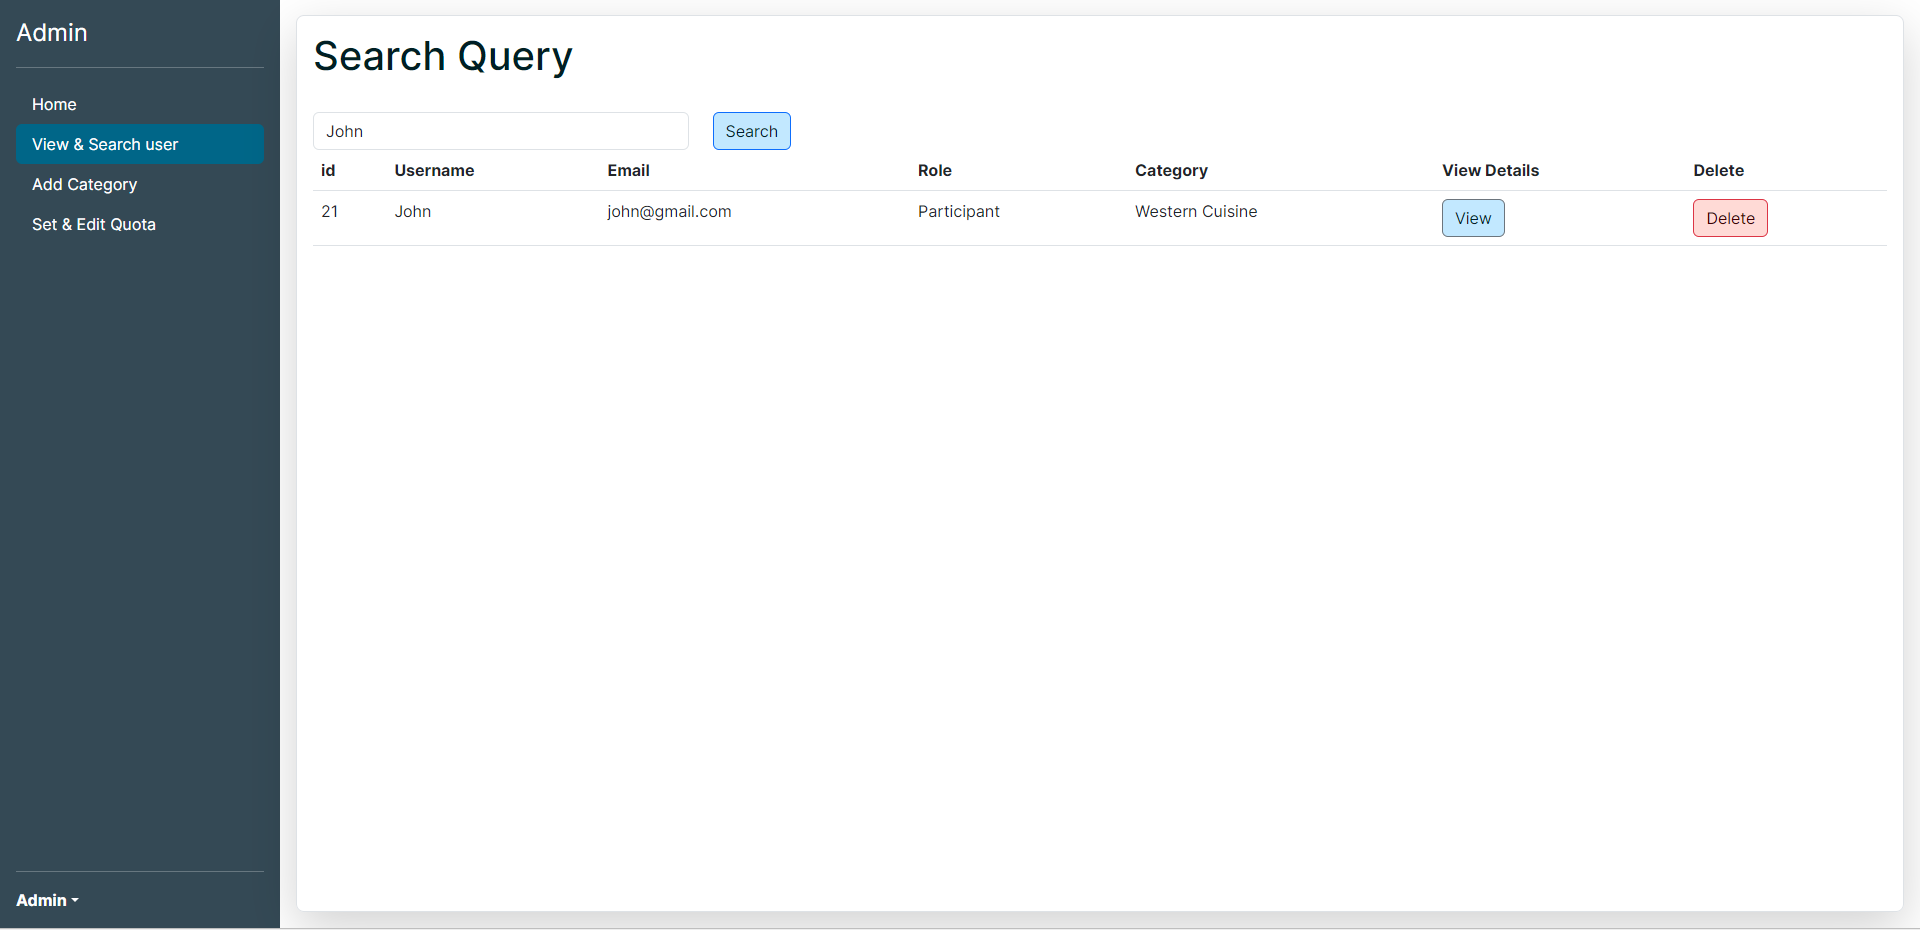 Admin
Home
View & Search user
Add Category
Set & Edit Quota
Admin
Search Query
John
Search
id Username Email Role Category View Details Delete
21 John john@gmail.com Participant Western Cuisine View Delete